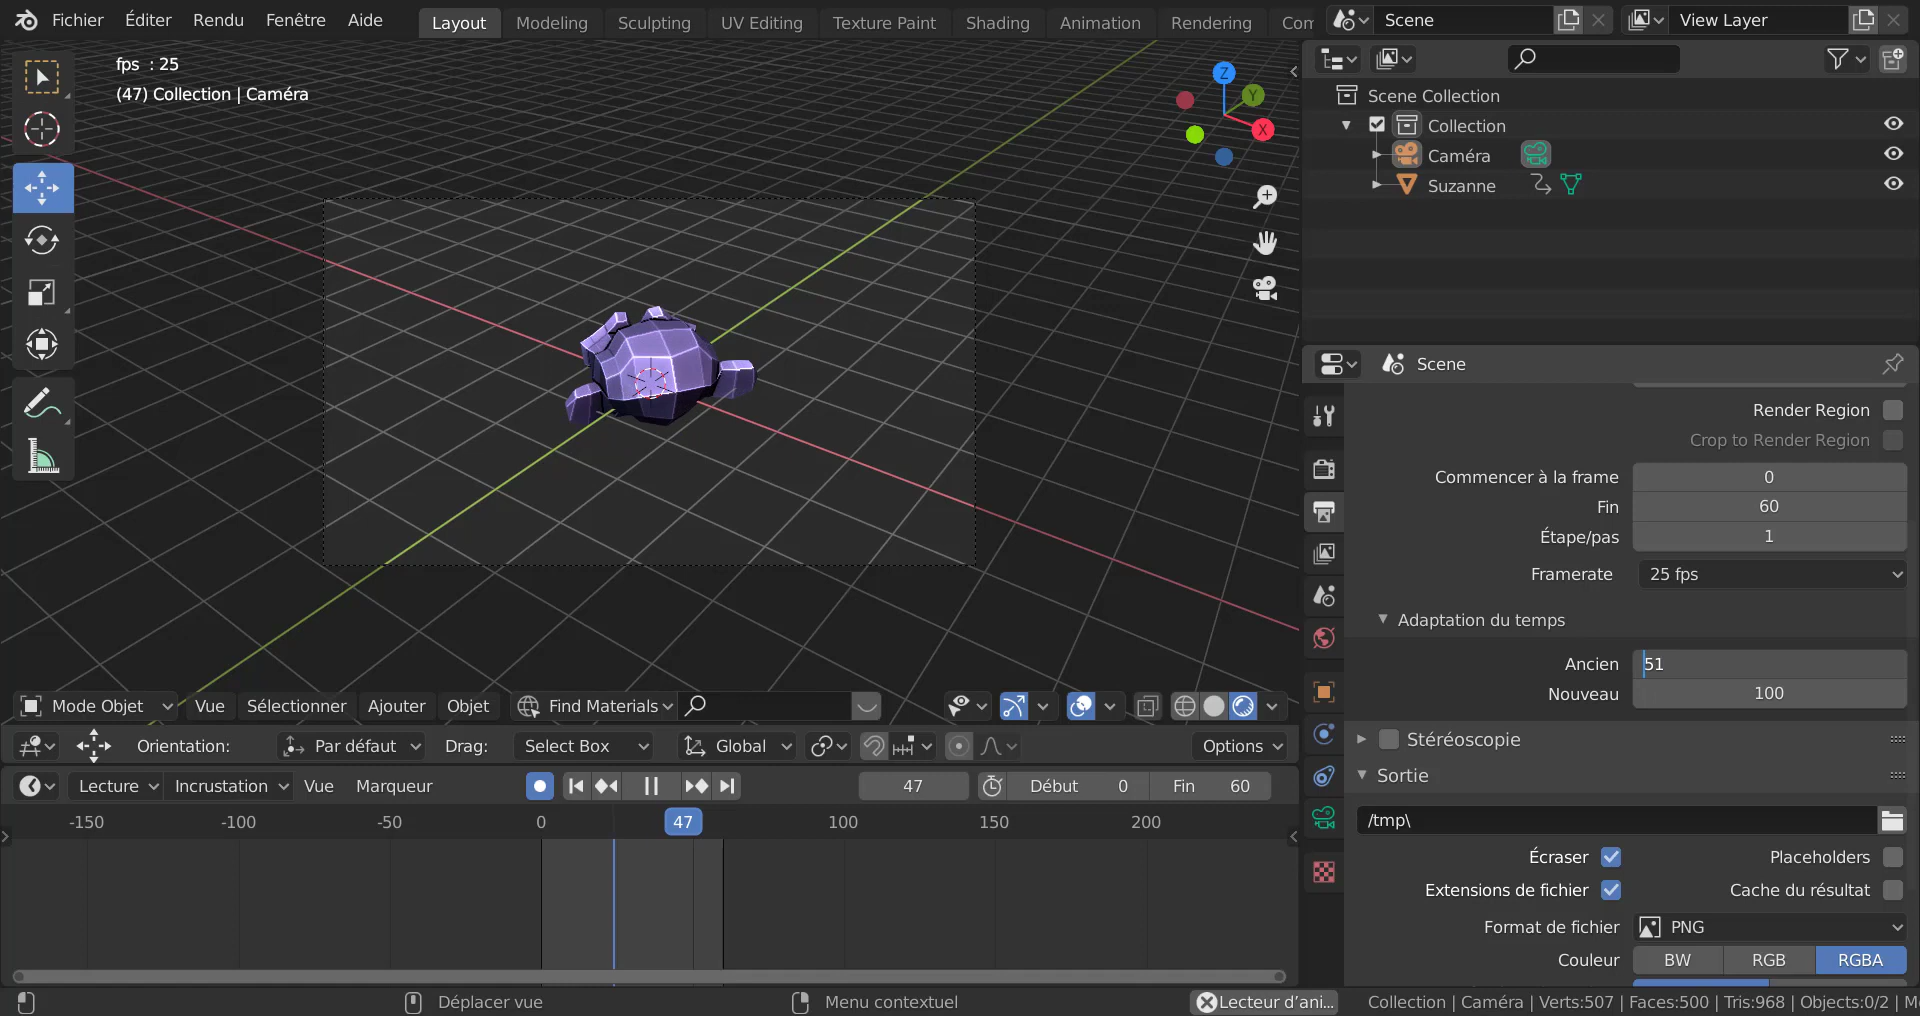 Fichier Éditer Rendu Fenêtre Aide Layout Modeling Sculpting UV Editing Texture Paint Shading Animation Rendering Com Scene View Layer
fps : 25
(47) Collection | Caméra
Z
Y
X
Scene Collection
Collection
Caméra
Suzanne
Scene
Render Region
Crop to Render Region
Commencer à la frame 0
Fin 60
Étape/pas 1
Framerate 25 fps
Adaptation du temps
Ancien 51
Nouveau 100
Stéréoscopie
Sortie
/tmp\
Écraser Placeholders
Extensions de fichier Cache du résultat
Format de fichier PNG
Couleur BW RGB RGBA
Mode Objet Vue Sélectionner Ajouter Objet Find Materials
Orientation: Par défaut Drag: Select Box Global Options
Lecture Incrustation Vue Marqueur 47 Début 0 Fin 60
-150 -100 -50 0 47 100 150 200
Déplacer vue Menu contextuel Lecteur d'ani... Collection | Caméra | Verts:507 | Faces:500 | Tris:968 | Objects:0/2 | M